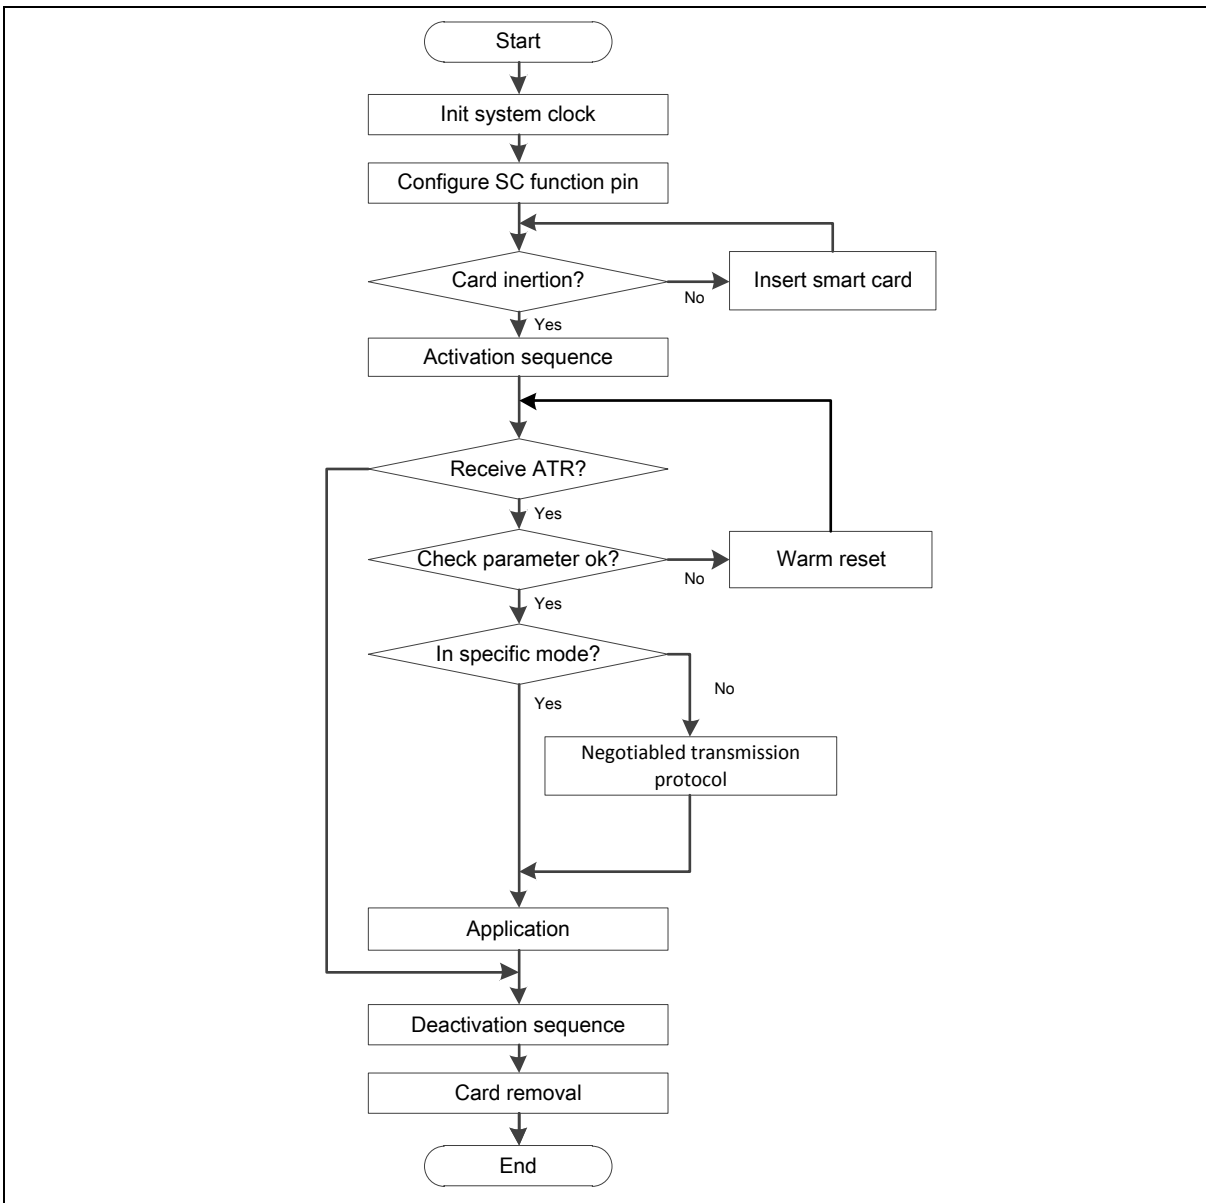 Start
Init system clock
Configure SC function pin
Card inertion?
No
Insert smart card
Yes
Activation sequence
Receive ATR?
Yes
Check parameter ok?
No
Warm reset
Yes
In specific mode?
No
Yes
Negotiabled transmission
protocol
Application
Deactivation sequence
Card removal
End